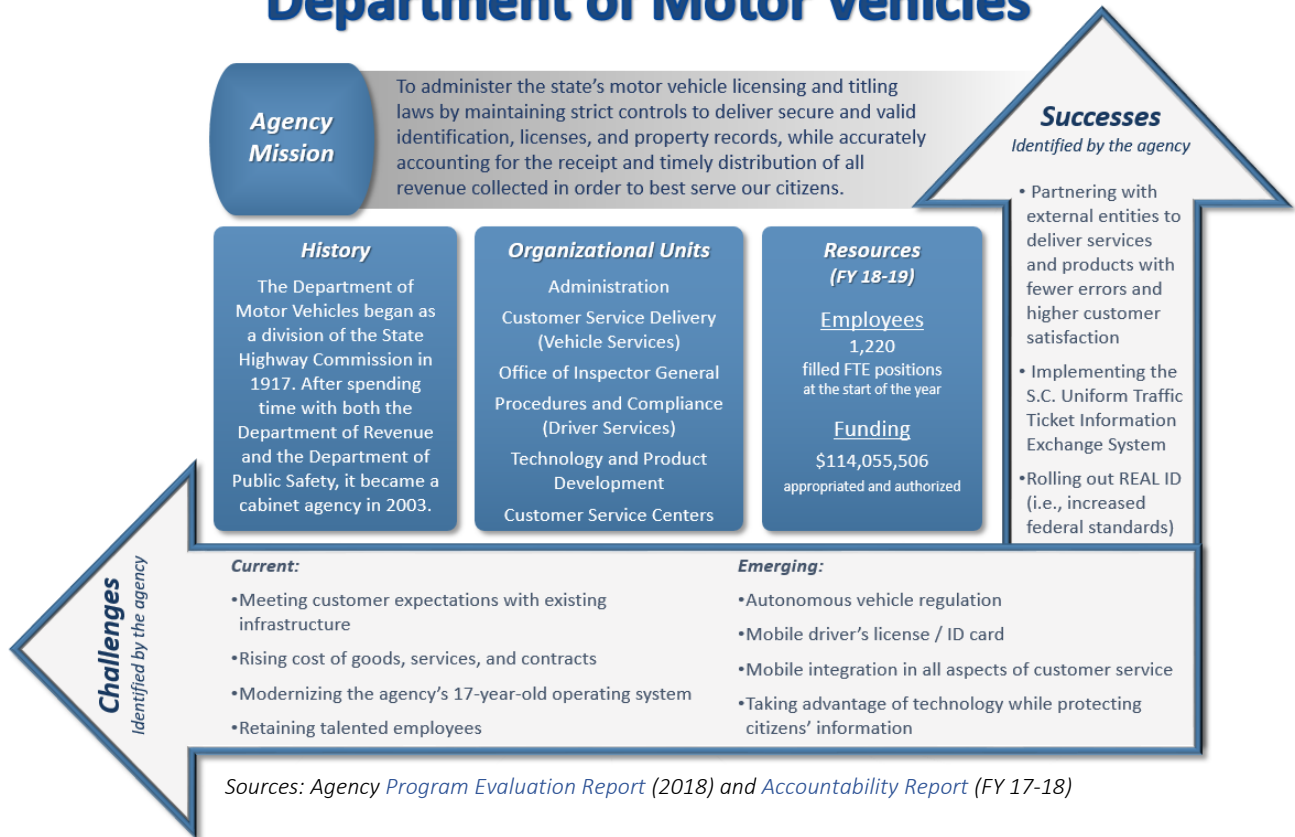 Department of Motor Vehicles
Agency
Mission
To administer the state’s motor vehicle licensing and titling
laws by maintaining strict controls to deliver secure and valid
identification, licenses, and property records, while accurately
accounting for the receipt and timely distribution of all
revenue collected in order to best serve our citizens.
Successes
Identified by the agency
• Partnering with
external entities to
deliver services
and products with
fewer errors and
higher customer
satisfaction
• Implementing the
S.C. Uniform Traffic
Ticket Information
Exchange System
•Rolling out REAL ID
(i.e., increased
federal standards)
History
The Department of
Motor Vehicles began as
a division of the State
Highway Commission in
1917. After spending
time with both the
Department of Revenue
and the Department of
Public Safety, it became a
cabinet agency in 2003.
Organizational Units
Administration
Customer Service Delivery
(Vehicle Services)
Office of Inspector General
Procedures and Compliance
(Driver Services)
Technology and Product
Development
Customer Service Centers
Resources
(FY 18-19)
Employees
1,220
filled FTE positions
at the start of the year
Funding
$114,055,506
appropriated and authorized
Challenges
Identified by the agency
Current:
•Meeting customer expectations with existing
infrastructure
•Rising cost of goods, services, and contracts
•Modernizing the agency’s 17-year-old operating system
•Retaining talented employees
Emerging:
•Autonomous vehicle regulation
•Mobile driver’s license / ID card
•Mobile integration in all aspects of customer service
•Taking advantage of technology while protecting
citizens’ information
Sources: Agency Program Evaluation Report (2018) and Accountability Report (FY 17-18)